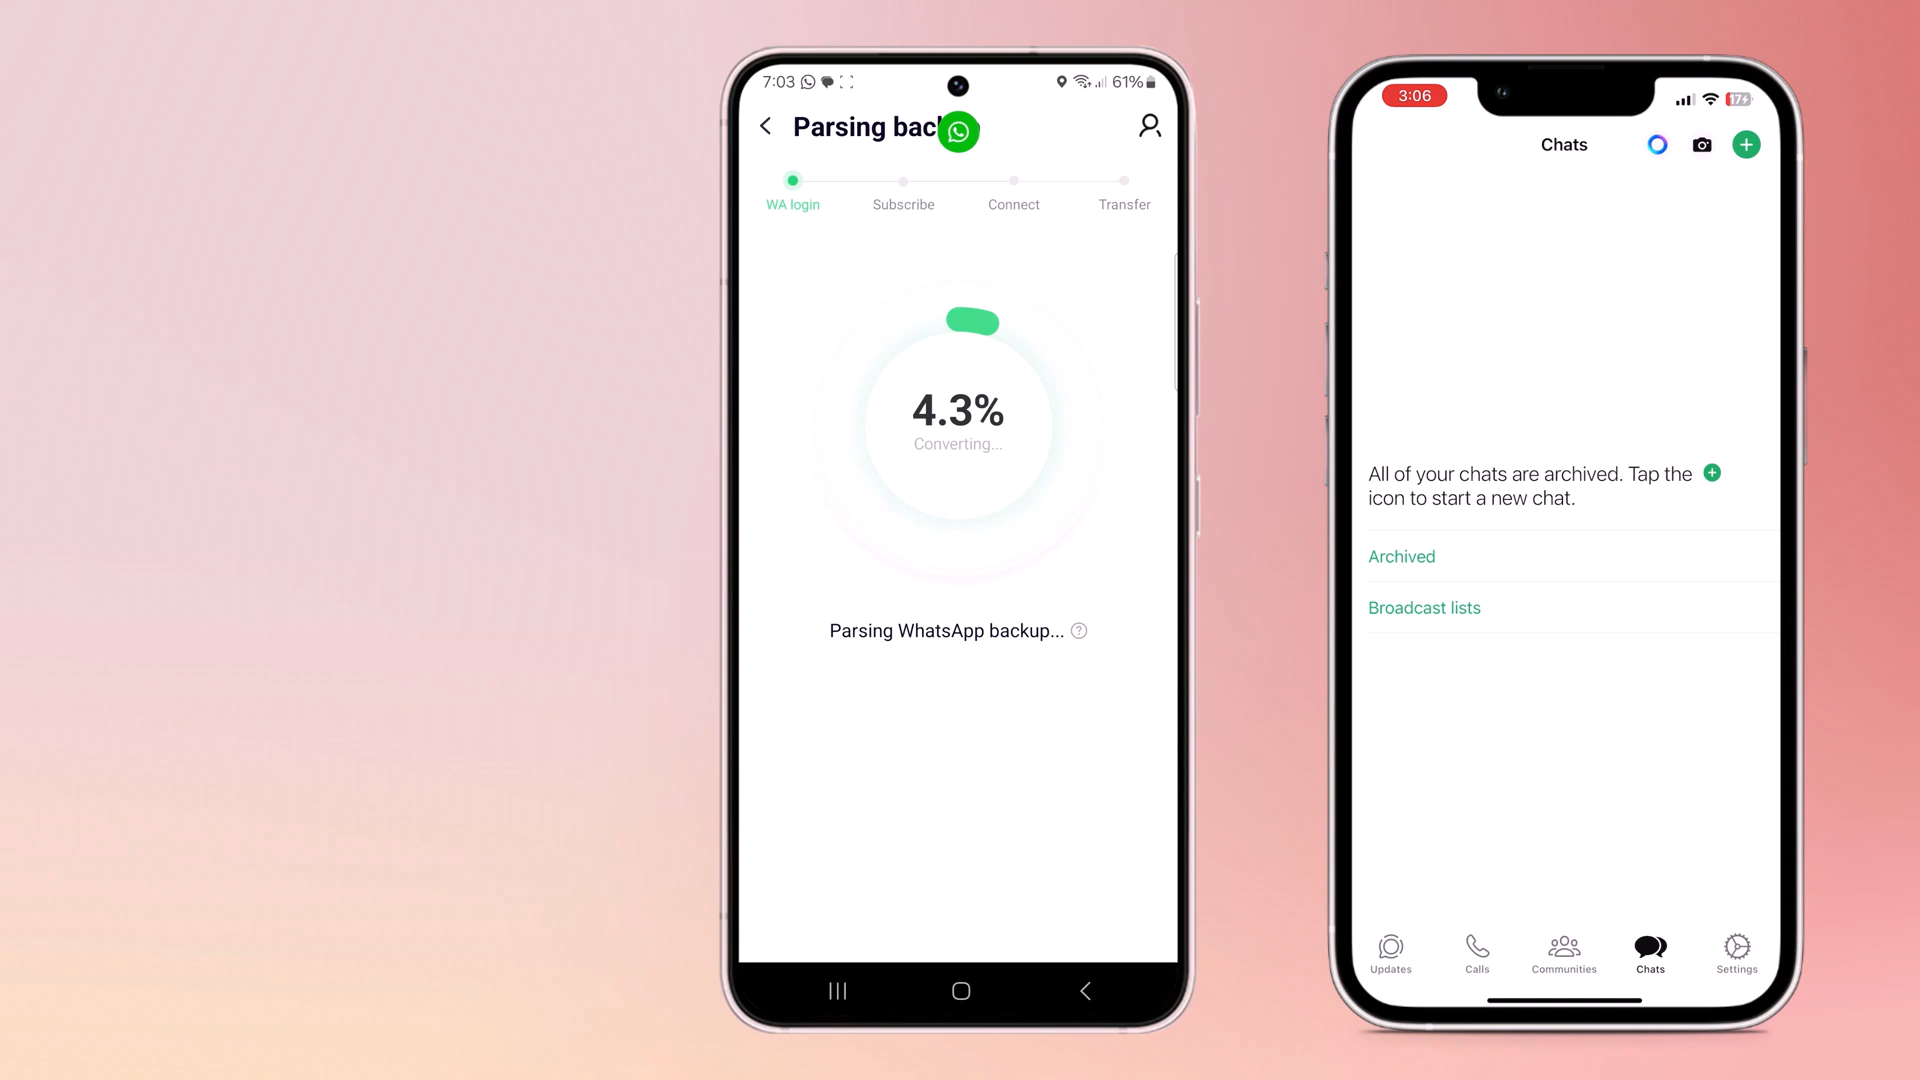 7:03
61%
Parsing bac
WA login
Subscribe
Connect
Transfer
4.3%
Converting...
Parsing WhatsApp backup...
?
3:06
17
Chats
All of your chats are archived. Tap the
icon to start a new chat.
Archived
Broadcast lists
Updates
Calls
Communities
Chats
Settings